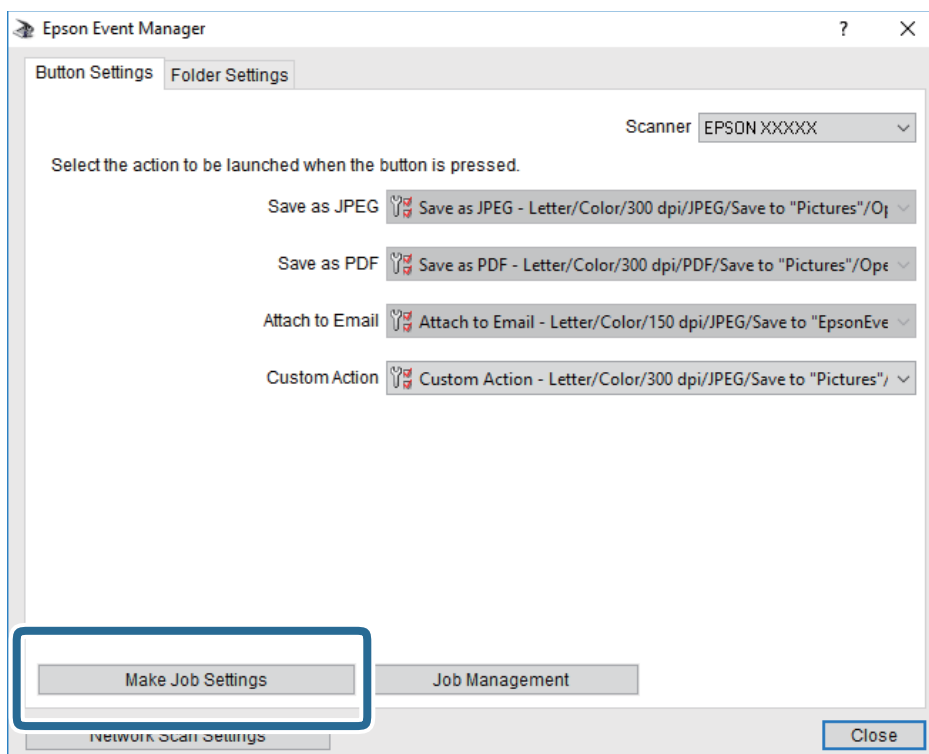 Epson Event Manager
Button Settings Folder Settings
Scanner EPSON XXXXX
Select the action to be launched when the button is pressed.
Save as JPEG Save as JPEG - Letter/Color/300 dpi/JPEG/Save to "Pictures"/Op
Save as PDF Save as PDF - Letter/Color/300 dpi/PDF/Save to "Pictures"/Ope
Attach to Email Attach to Email - Letter/Color/150 dpi/JPEG/Save to "EpsonEve
Custom Action Custom Action - Letter/Color/300 dpi/JPEG/Save to "Pictures"/
Make Job Settings Job Management
Network Scan Settings Close